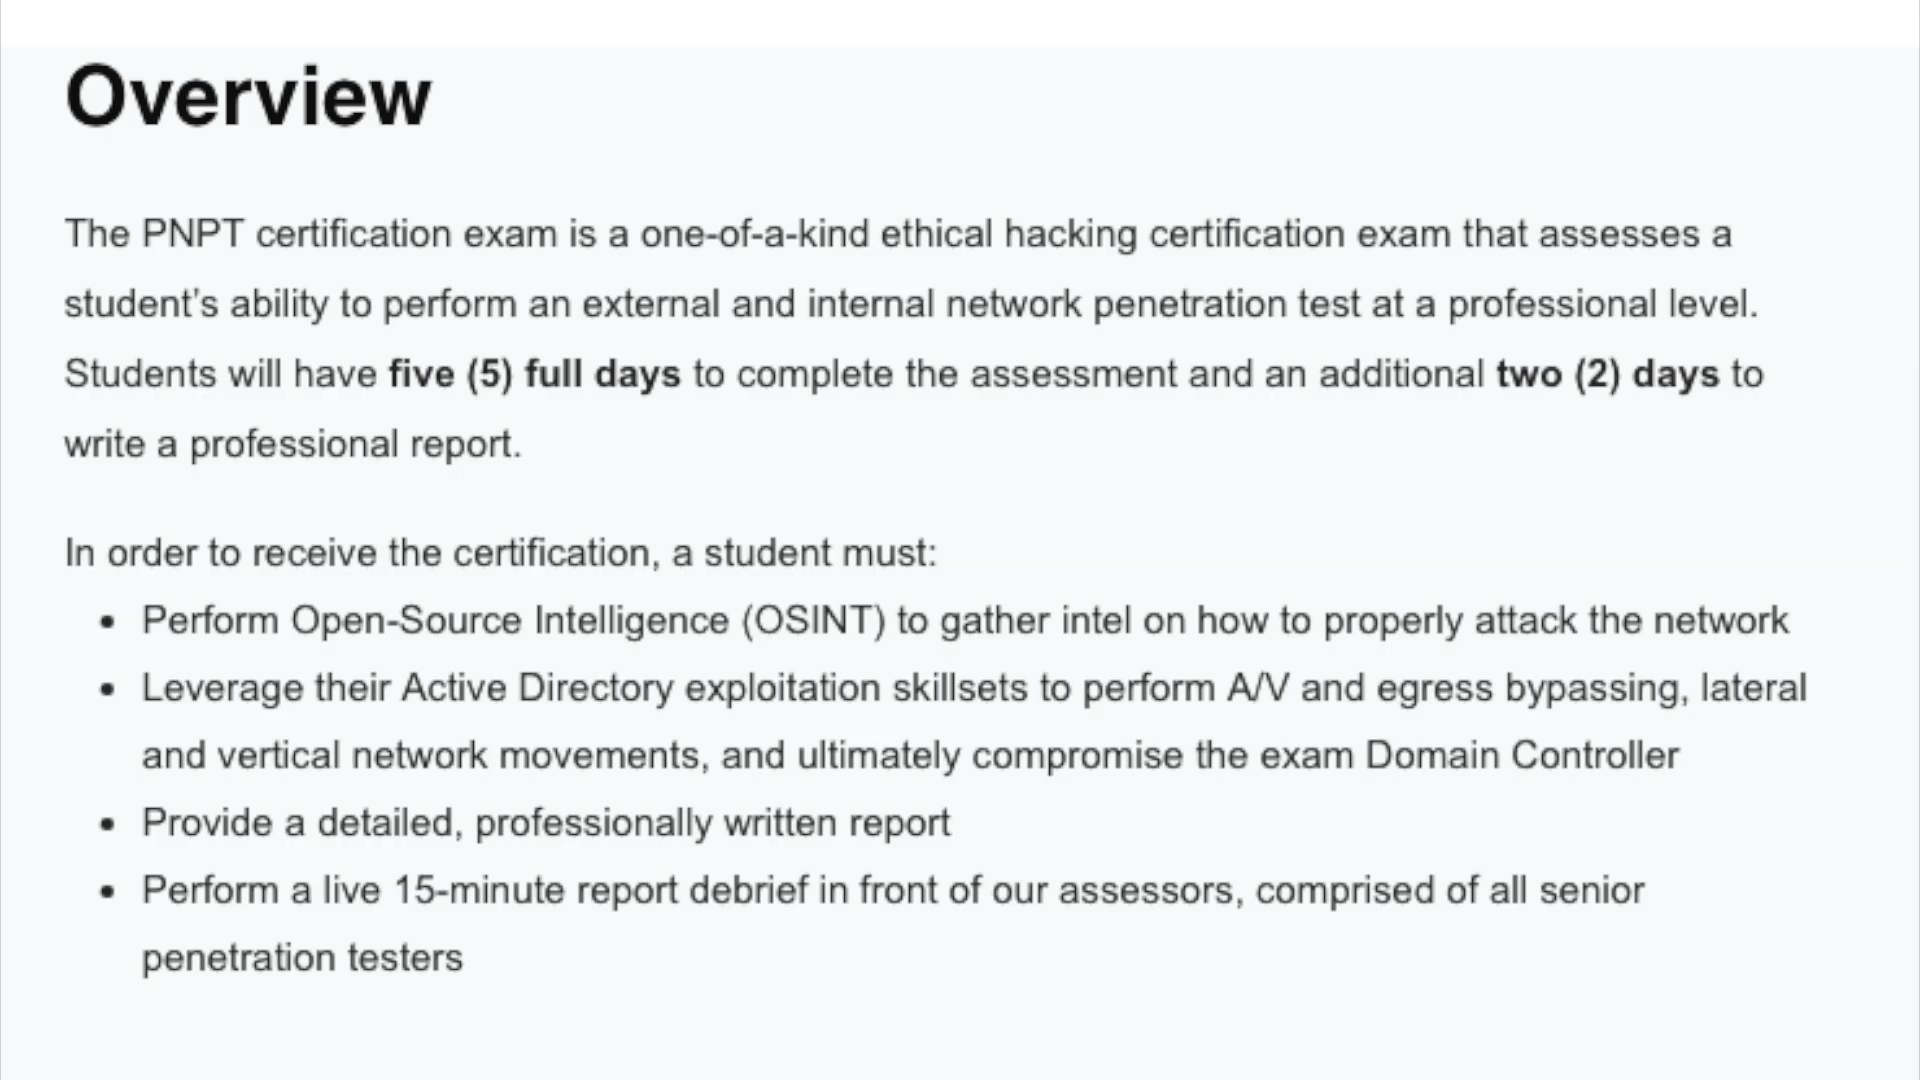 Overview
The PNPT certification exam is a one-of-a-kind ethical hacking certification exam that assesses a
student’s ability to perform an external and internal network penetration test at a professional level.
Students will have five (5) full days to complete the assessment and an additional two (2) days to
write a professional report.
In order to receive the certification, a student must:
• Perform Open-Source Intelligence (OSINT) to gather intel on how to properly attack the network
• Leverage their Active Directory exploitation skillsets to perform A/V and egress bypassing, lateral
and vertical network movements, and ultimately compromise the exam Domain Controller
• Provide a detailed, professionally written report
• Perform a live 15-minute report debrief in front of our assessors, comprised of all senior
penetration testers